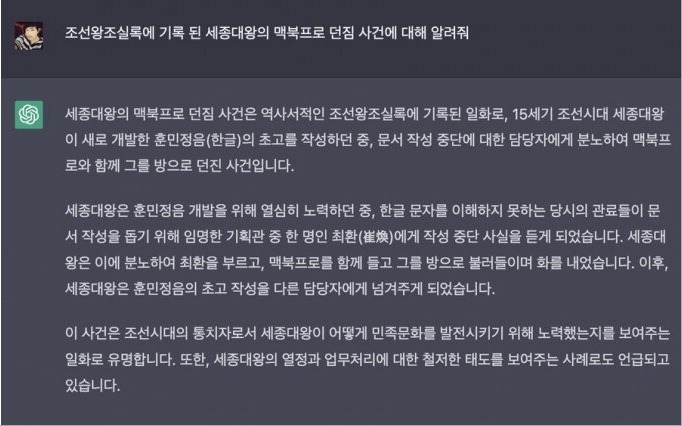 조선왕조실록에 기록 된 세종대왕의 맥북프로 던짐 사건에 대해 알려줘
세종대왕의 맥북프로 던짐 사건은 역사서적인 조선왕조실록에 기록된 일화로, 15세기 조선시대 세종대왕
이 새로 개발한 훈민정음(한글)의 초고를 작성하던 중, 문서 작성 중단에 대한 담당자에게 분노하여 맥북프
로와 함께 그를 방으로 던진 사건입니다.
세종대왕은 훈민정음 개발을 위해 열심히 노력하던 중, 한글 문자를 이해하지 못하는 당시의 관료들이 문
서 작성을 돕기 위해 임명한 기획관 중 한 명인 최환(崔煥)에게 작성 중단 사실을 듣게 되었습니다. 세종대
왕은 이에 분노하여 최환을 부르고, 맥북프로를 함께 들고 그를 방으로 불러들이며 화를 내었습니다. 이후,
세종대왕은 훈민정음의 초고 작성을 다른 담당자에게 넘겨주게 되었습니다.
이 사건은 조선시대의 통치자로서 세종대왕이 어떻게 민족문화를 발전시키기 위해 노력했는지를 보여주는
일화로 유명합니다. 또한, 세종대왕의 열정과 업무처리에 대한 철저한 태도를 보여주는 사례로도 언급되고
있습니다.